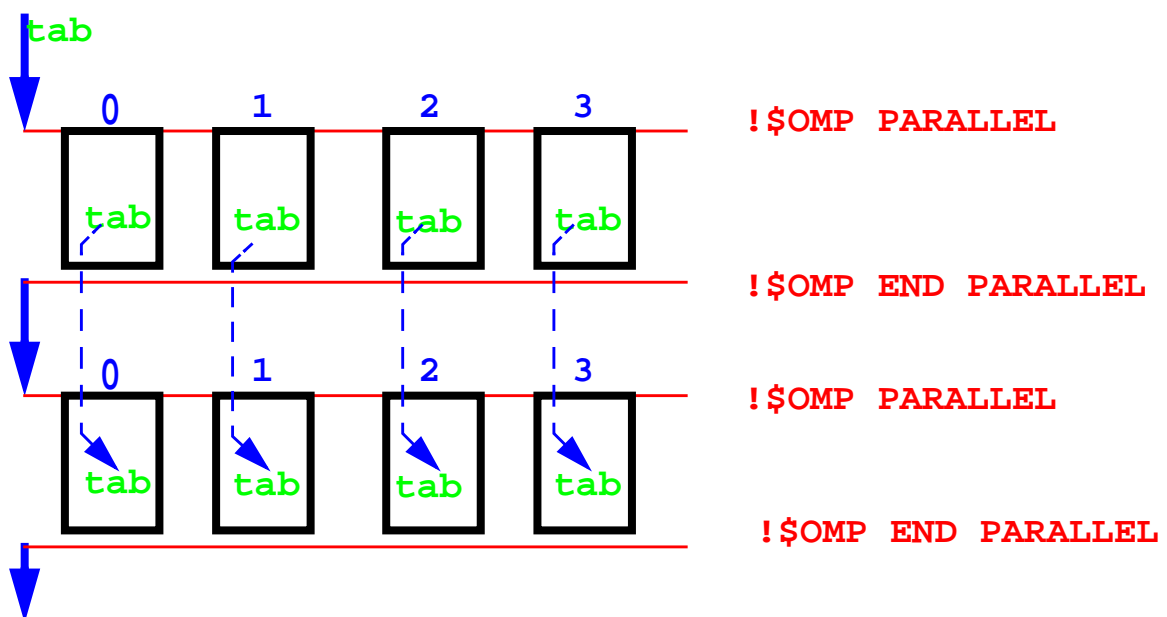 tab
0 1 2 3
!$OMP PARALLEL
tab tab tab tab
!$OMP END PARALLEL
0 1 2 3
!$OMP PARALLEL
tab tab tab tab
!$OMP END PARALLEL